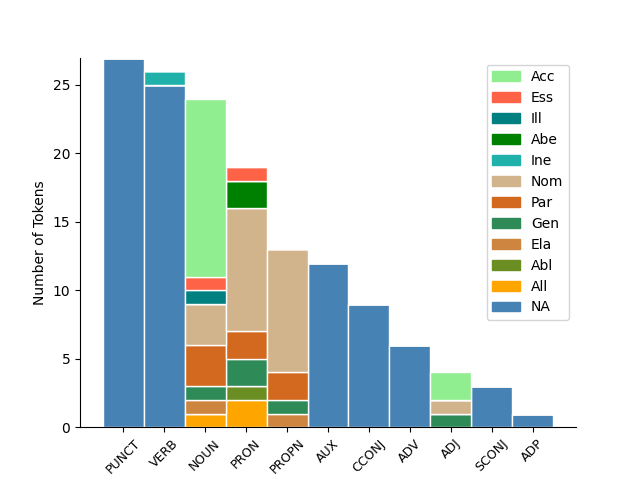 Number of Tokens
25
20
15
10
5
0
PUNCT
VERB
NOUN
PRON
PROPN
AUX
CCONJ
ADV
ADJ
SCONJ
ADP
Acc
Ess
Ill
Abe
Ine
Nom
Par
Gen
Ela
Abl
All
NA